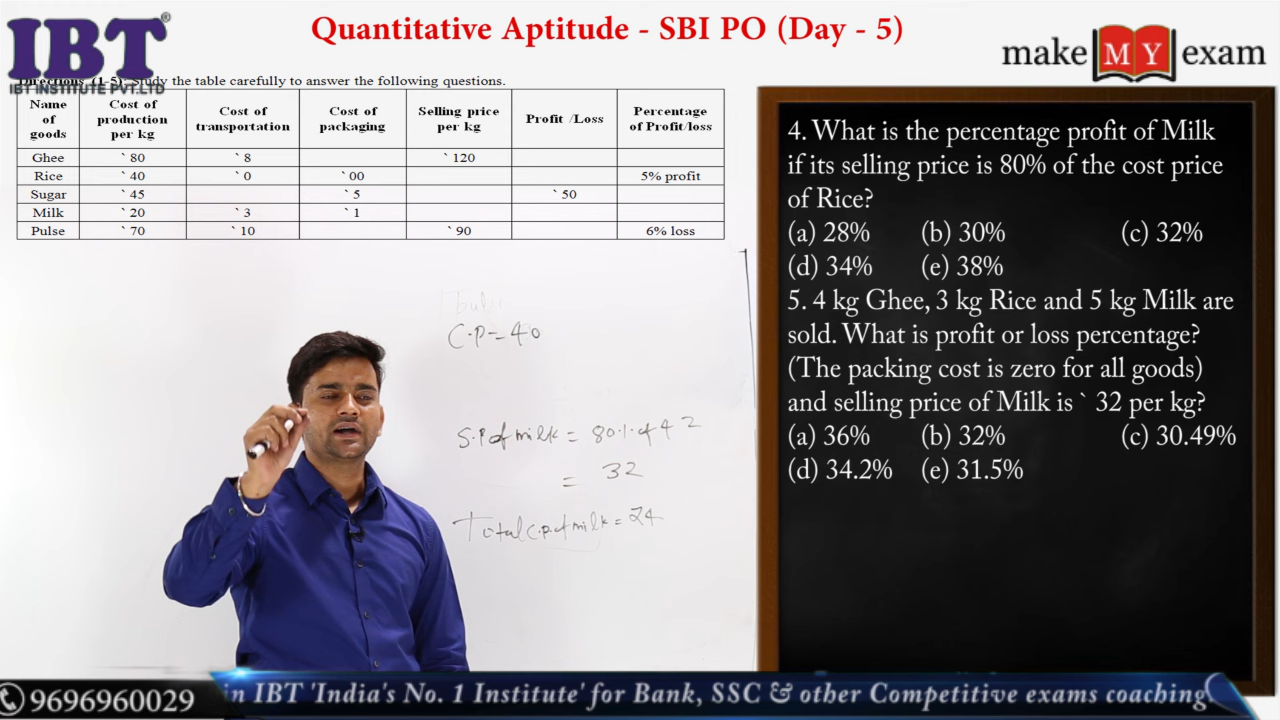 IBT®
IBT INSTITUTE PVT.LTD
Quantitative Aptitude - SBI PO (Day - 5)
make MY exam
Directions (1-5): Study the table carefully to answer the following questions.
Name of goods | Cost of production per kg | Cost of transportation | Cost of packaging | Selling price per kg | Profit /Loss | Percentage of Profit/loss
Ghee | ` 80 | ` 8 | | ` 120 | |
Rice | ` 40 | ` 0 | ` 00 | | | 5% profit
Sugar | ` 45 | | ` 5 | | ` 50 |
Milk | ` 20 | ` 3 | ` 1 | | |
Pulse | ` 70 | ` 10 | | ` 90 | | 6% loss
C.P = 40
S.P of milk = 80% of 42
= 32
Total C.P. of milk = 24
4. What is the percentage profit of Milk
if its selling price is 80% of the cost price
of Rice?
(a) 28% (b) 30% (c) 32%
(d) 34% (e) 38%
5. 4 kg Ghee, 3 kg Rice and 5 kg Milk are
sold. What is profit or loss percentage?
(The packing cost is zero for all goods)
and selling price of Milk is ` 32 per kg?
(a) 36% (b) 32% (c) 30.49%
(d) 34.2% (e) 31.5%
9696960029
in IBT 'India's No. 1 Institute' for Bank, SSC & other Competitive exams coaching